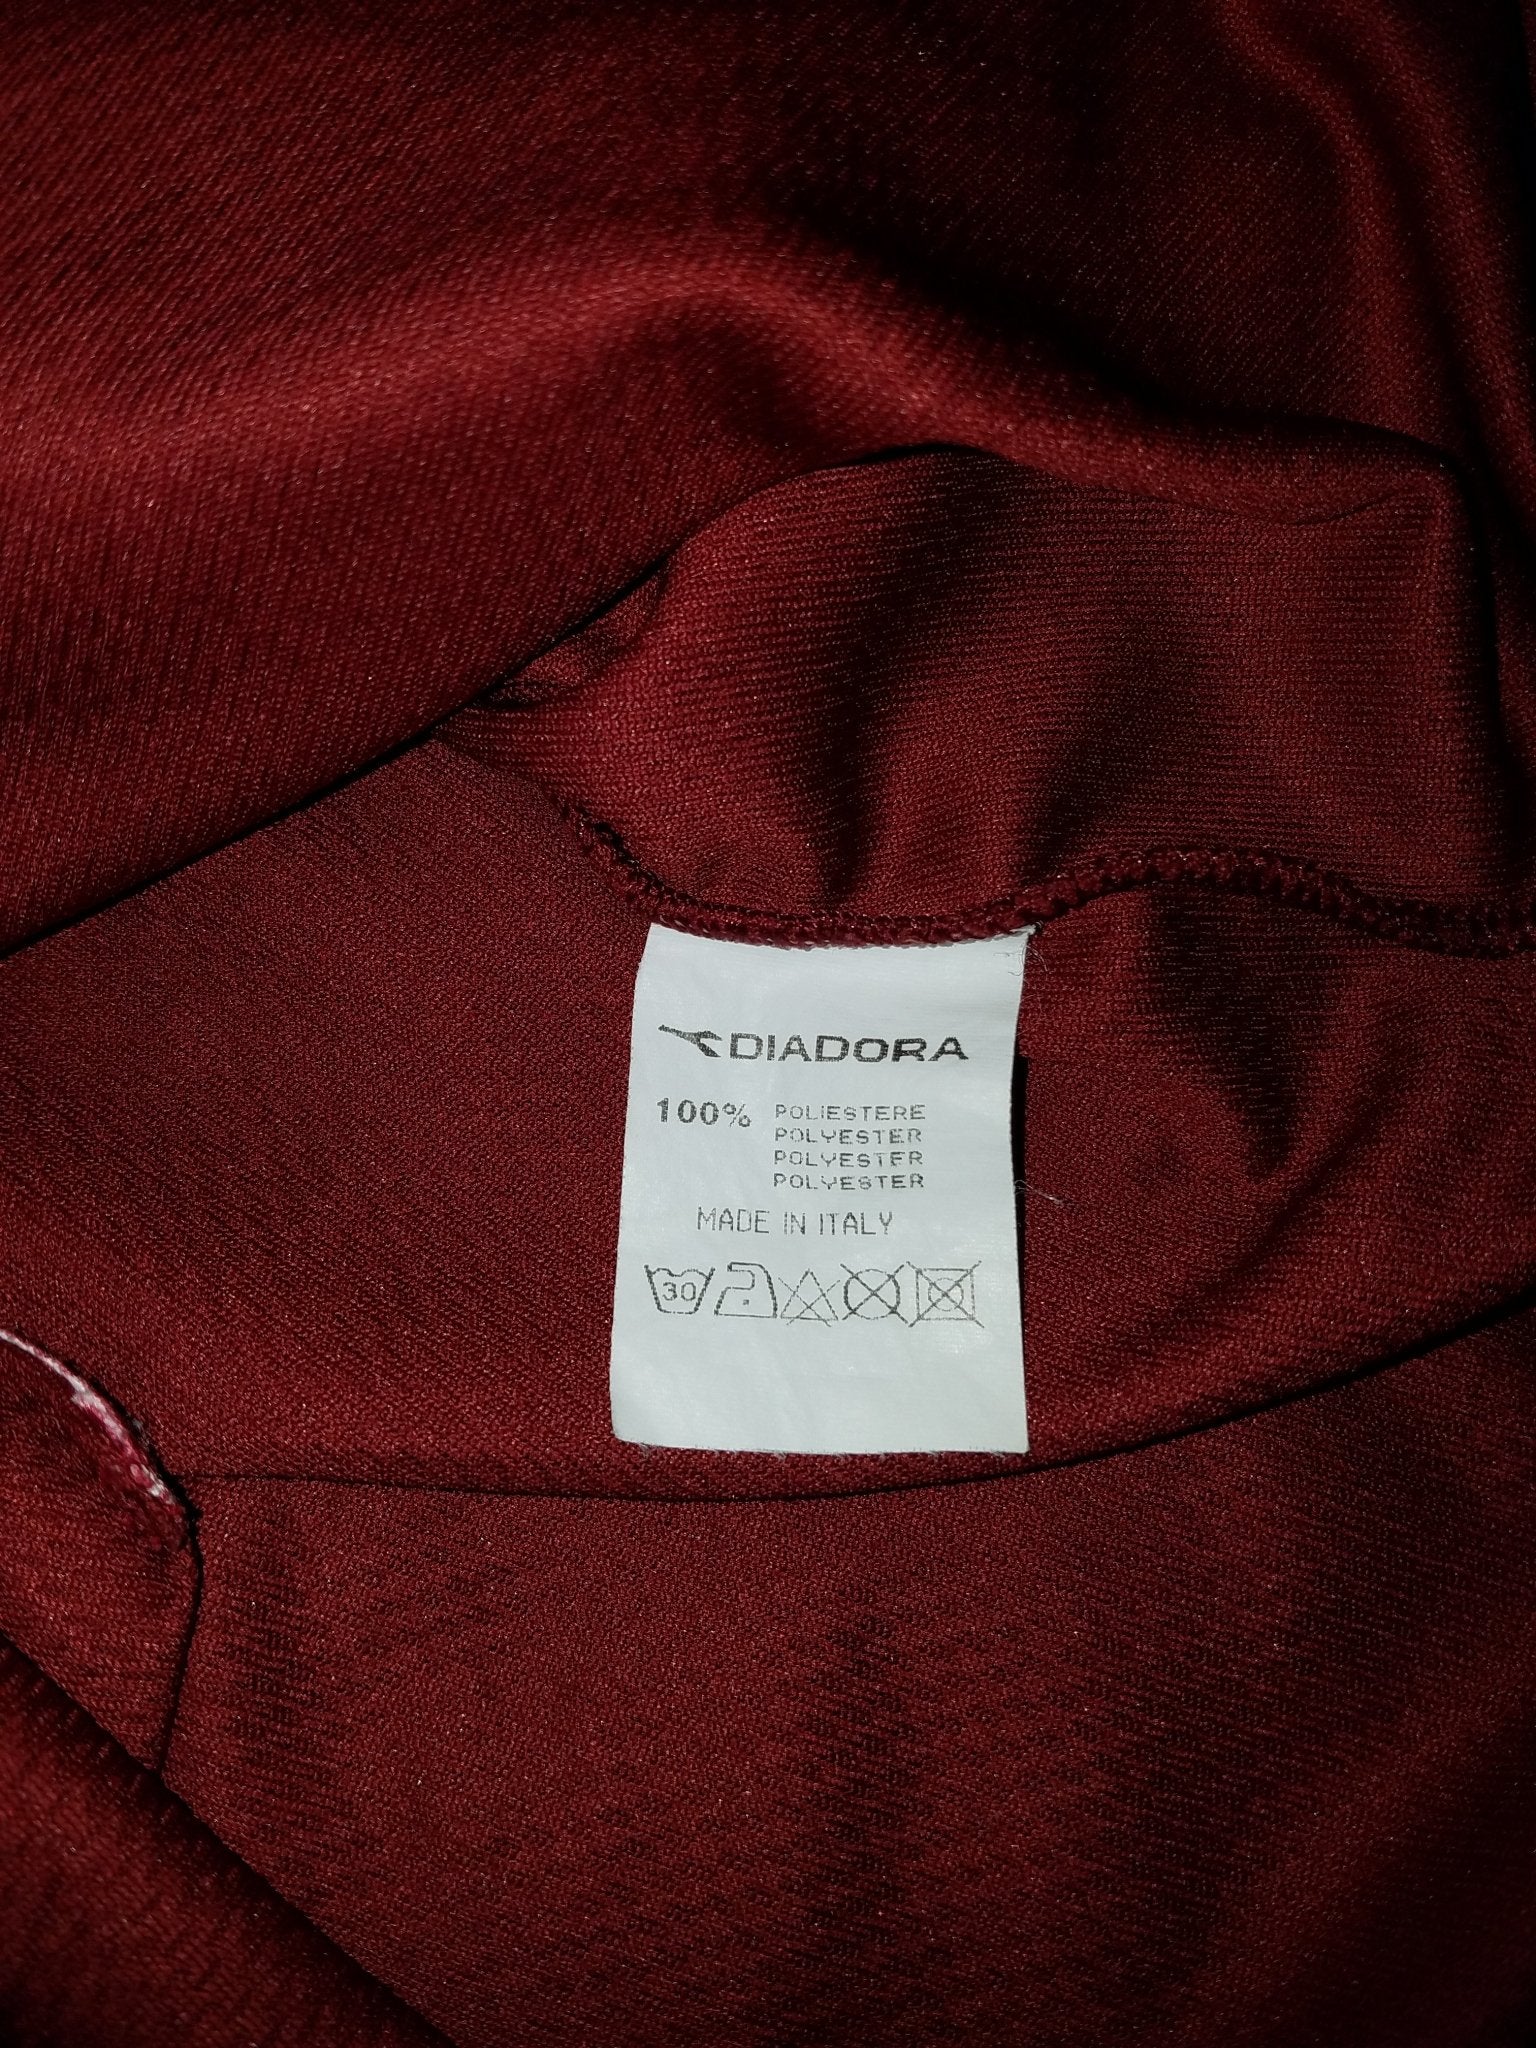 DIADORA
100% POLIESTERE
POLYESTER
POLYESTER
POLYESTER
MADE IN ITALY
30